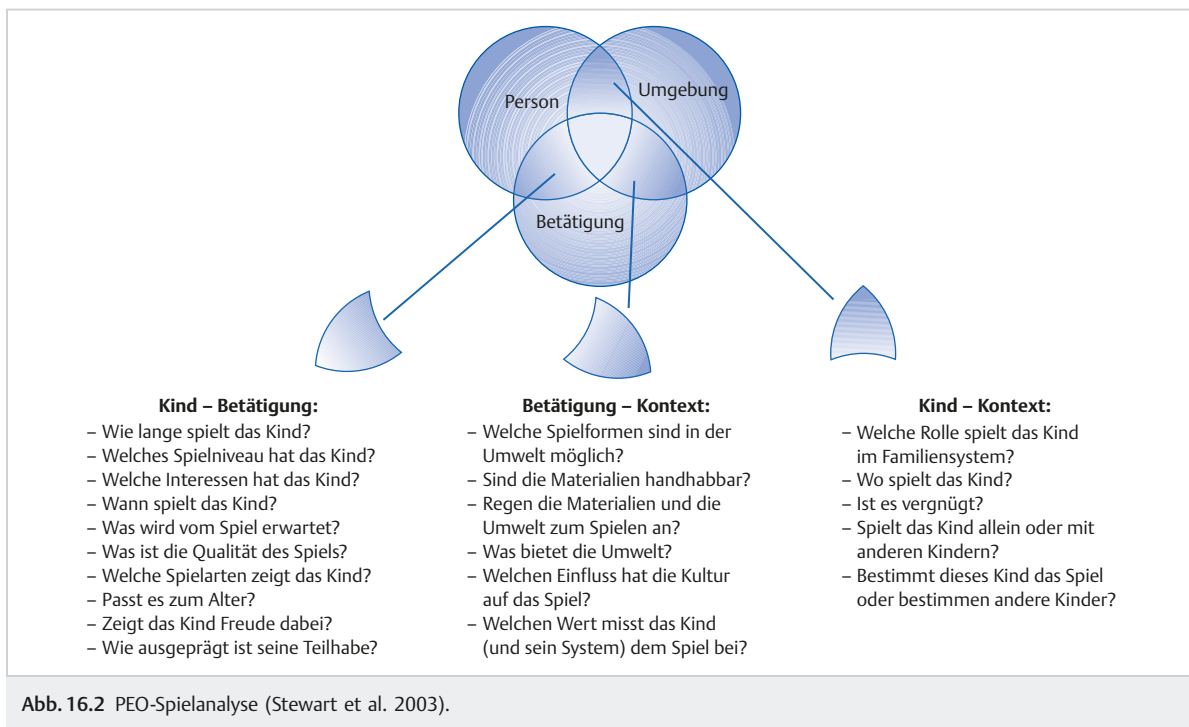 Person
Umgebung
Betätigung
Kind – Betätigung:
– Wie lange spielt das Kind?
– Welches Spielniveau hat das Kind?
– Welche Interessen hat das Kind?
– Wann spielt das Kind?
– Was wird vom Spiel erwartet?
– Was ist die Qualität des Spiels?
– Welche Spielarten zeigt das Kind?
– Passt es zum Alter?
– Zeigt das Kind Freude dabei?
– Wie ausgeprägt ist seine Teilhabe?
Betätigung – Kontext:
– Welche Spielformen sind in der
Umwelt möglich?
– Sind die Materialien handhabbar?
– Regen die Materialien und die
Umwelt zum Spielen an?
– Was bietet die Umwelt?
– Welchen Einfluss hat die Kultur
auf das Spiel?
– Welchen Wert misst das Kind
(und sein System) dem Spiel bei?
Kind – Kontext:
– Welche Rolle spielt das Kind
im Familiensystem?
– Wo spielt das Kind?
– Ist es vergnügt?
– Spielt das Kind allein oder mit
anderen Kindern?
– Bestimmt dieses Kind das Spiel
oder bestimmen andere Kinder?
Abb. 16.2 PEO-Spielanalyse (Stewart et al. 2003).